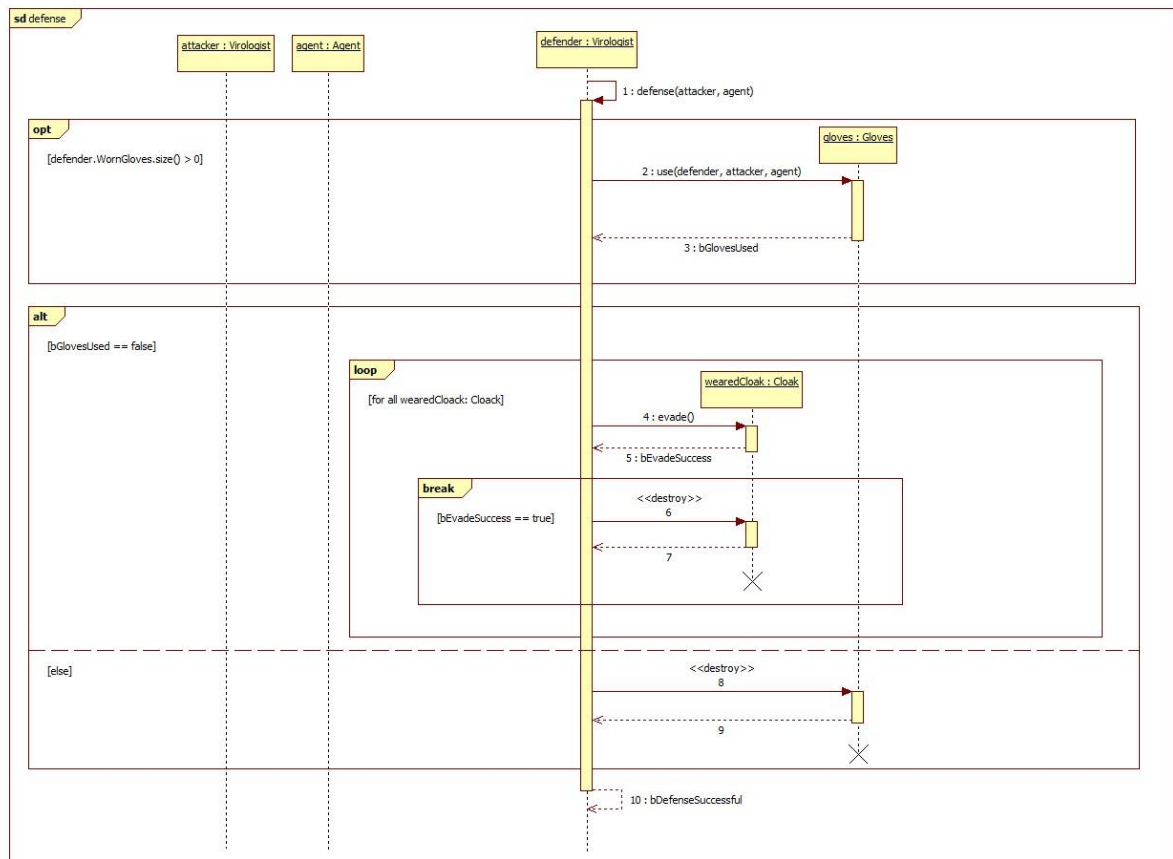 sd defense
attacker : Virologist
agent : Agent
defender : Virologist
1 : defense(attacker, agent)
opt
[defender.WornGloves.size() > 0]
gloves : Gloves
2 : use(defender, attacker, agent)
3 : bGlovesUsed
alt
[bGlovesUsed == false]
loop
[for all wearedCloack: Cloack]
wearedCloak : Cloak
4 : evade()
5 : bEvadeSuccess
break
[bEvadeSuccess == true]
<<destroy>>
6
7
[else]
<<destroy>>
8
9
10 : bDefenseSuccessful